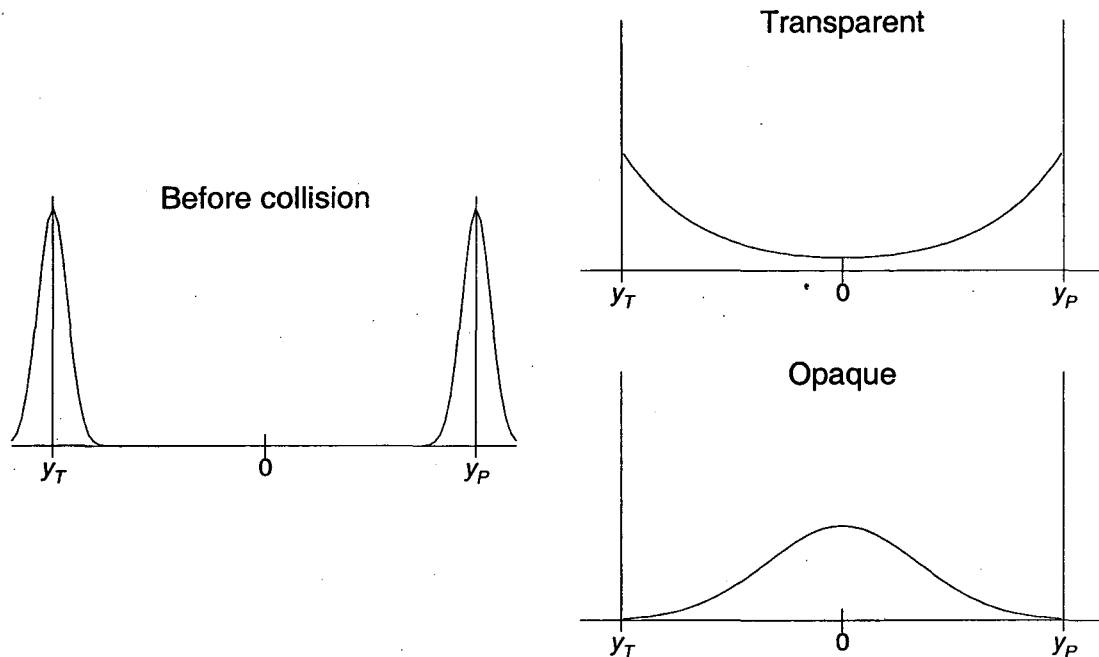 Before collision
y_T 0 y_P
Transparent
y_T 0 y_P
Opaque
y_T 0 y_P